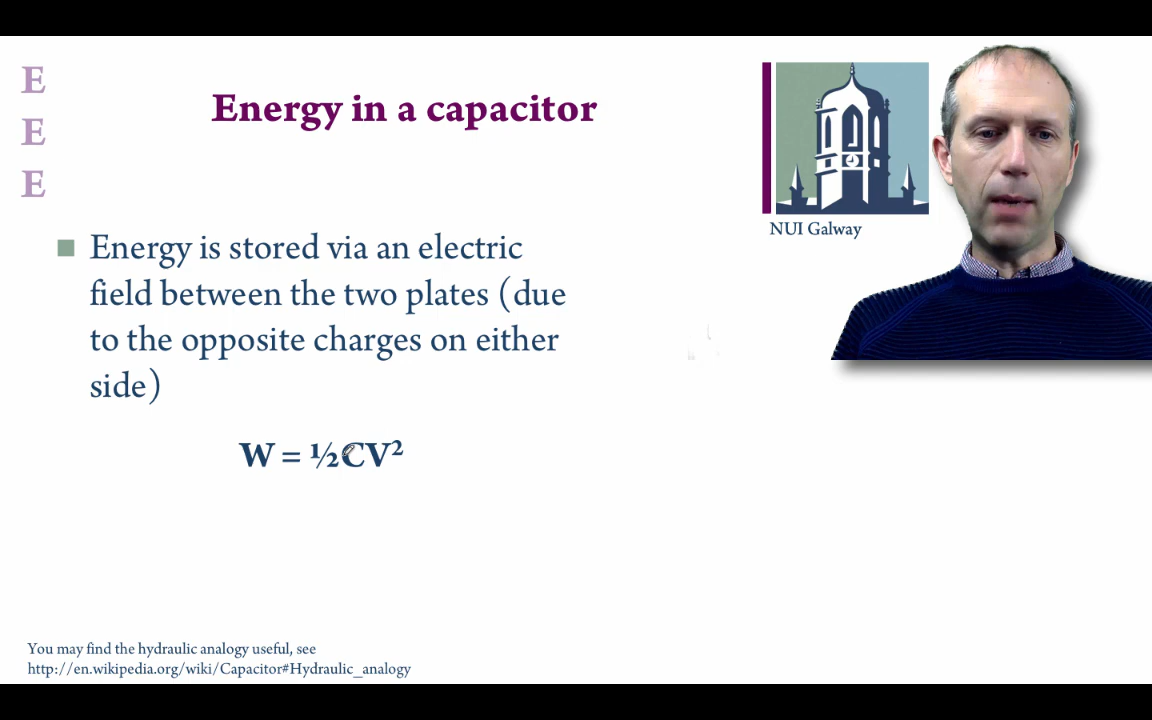 E
E
E
Energy in a capacitor
NUI Galway
Energy is stored via an electric
field between the two plates (due
to the opposite charges on either
side)
W = ½CV²
You may find the hydraulic analogy useful, see
http://en.wikipedia.org/wiki/Capacitor#Hydraulic_analogy